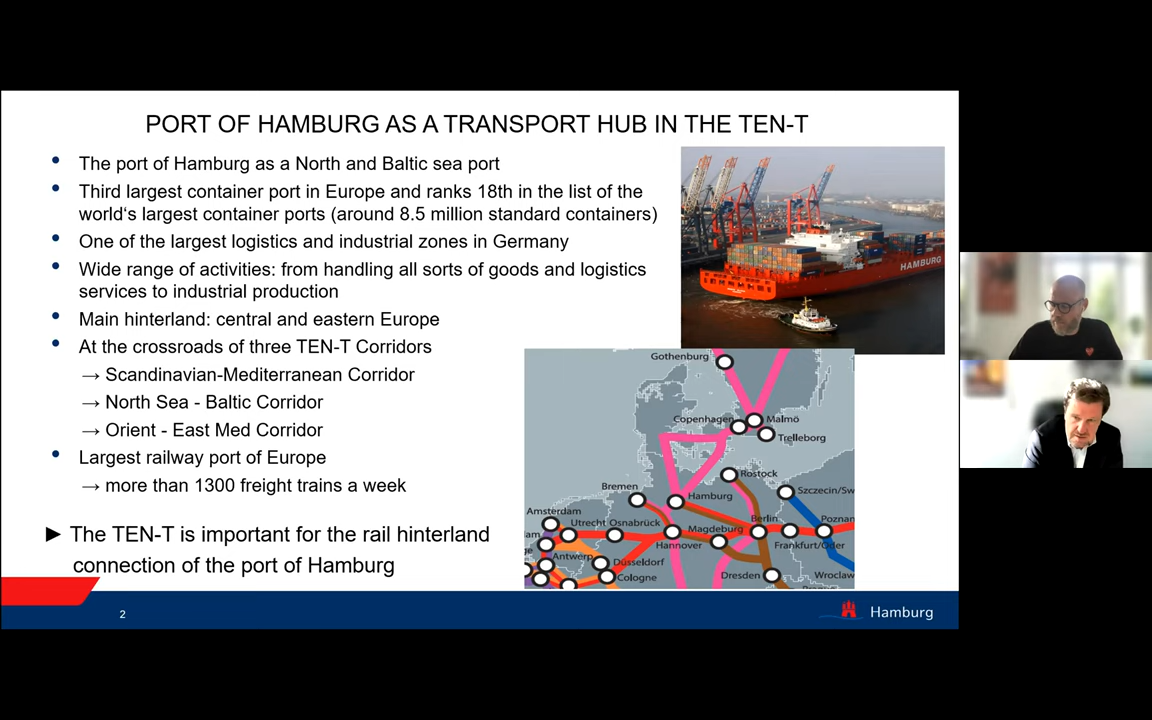 PORT OF HAMBURG AS A TRANSPORT HUB IN THE TEN-T
• The port of Hamburg as a North and Baltic sea port
• Third largest container port in Europe and ranks 18th in the list of the
world‘s largest container ports (around 8.5 million standard containers)
• One of the largest logistics and industrial zones in Germany
• Wide range of activities: from handling all sorts of goods and logistics
services to industrial production
• Main hinterland: central and eastern Europe
• At the crossroads of three TEN-T Corridors
→ Scandinavian-Mediterranean Corridor
→ North Sea - Baltic Corridor
→ Orient - East Med Corridor
• Largest railway port of Europe
→ more than 1300 freight trains a week
► The TEN-T is important for the rail hinterland
connection of the port of Hamburg
HAMBURG
Gothenburg
Copenhagen
Malmö
Trelleborg
Rostock
Bremen
Hamburg
Szczecin/Sw
Amsterdam
Utrecht
Osnabrück
Magdeburg
Berlin
Poznan
Hannover
Frankfurt/Oder
Antwerp
Düsseldorf
Cologne
Dresden
Wroclaw
2
Hamburg